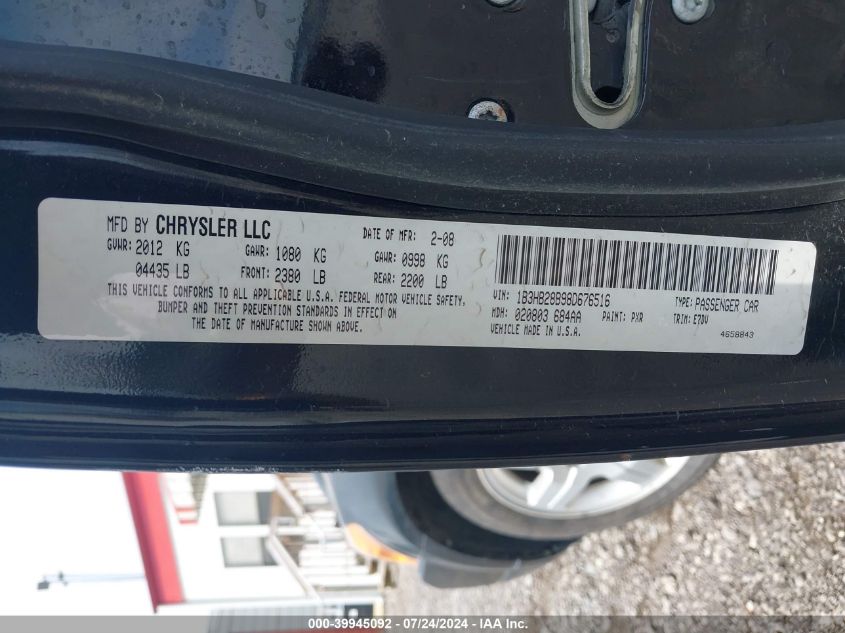 MFD BY CHRYSLER LLC
DATE OF MFR: 2-08
GVWR: 2012 KG
GAWR: 1080 KG
GAWR: 0998 KG
04435 LB
FRONT: 2380 LB
REAR: 2200 LB
THIS VEHICLE CONFORMS TO ALL APPLICABLE U.S.A. FEDERAL MOTOR VEHICLE SAFETY,
BUMPER AND THEFT PREVENTION STANDARDS IN EFFECT ON
THE DATE OF MANUFACTURE SHOWN ABOVE.
VIN: 1B3HB28B98D676516
TYPE: PASSENGER CAR
MDH: 020803 684AA
PAINT: PXR
TRIM: E7DV
VEHICLE MADE IN U.S.A.
4658843
000-39945092 - 07/24/2024 - IAA Inc.